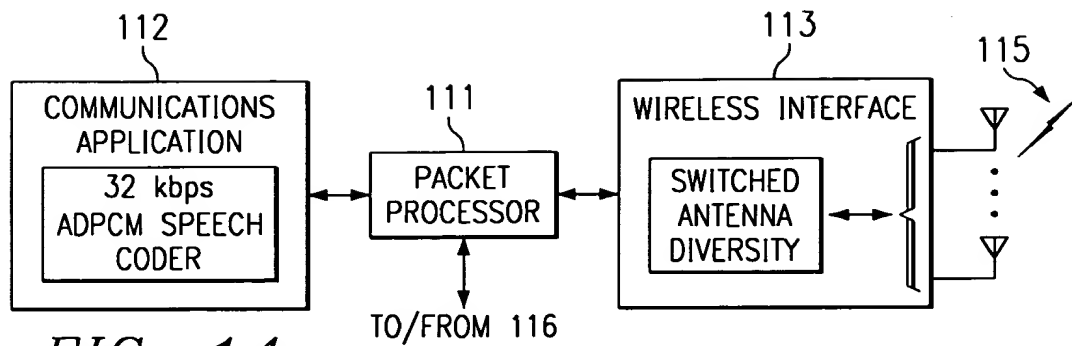 112
113
115
COMMUNICATIONS
APPLICATION
32 kbps
ADPCM SPEECH
CODER
111
PACKET
PROCESSOR
WIRELESS INTERFACE
SWITCHED
ANTENNA
DIVERSITY
TO/FROM 116